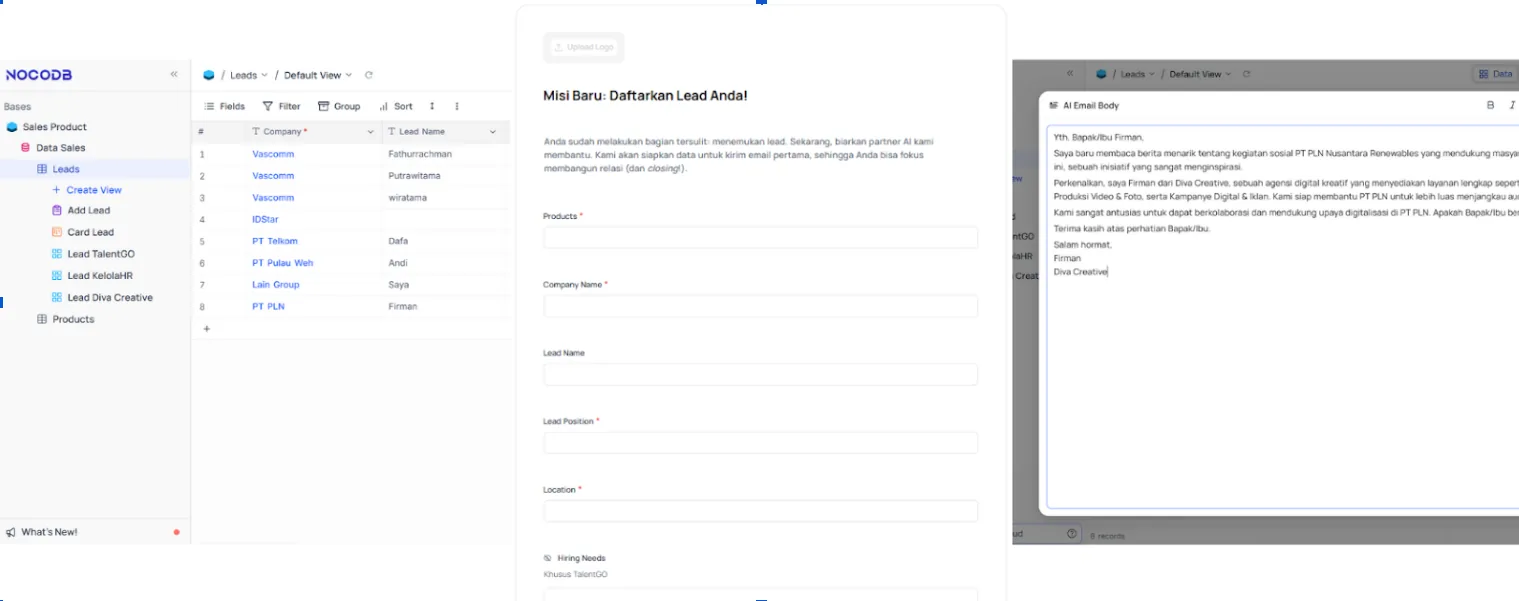 NOCODB
Bases
Sales Product
Data Sales
Leads
Create View
Add Lead
Card Lead
Lead TalentGO
Lead KelolaHR
Lead Diva Creative
Products
What's New!
/ Leads / Default View
Fields Filter Group Sort
# Company * Lead Name
1 Vascomm Fathurrachman
2 Vascomm Putrawitama
3 Vascomm wiratama
4 IDStar
5 PT Telkom Dafa
6 PT Pulau Weh Andi
7 Lain Group Saya
8 PT PLN Firman
+
Upload Logo
Misi Baru: Daftarkan Lead Anda!
Anda sudah melakukan bagian tersulit: menemukan lead. Sekarang, biarkan partner AI kami
membantu. Kami akan siapkan data untuk kirim email pertama, sehingga Anda bisa fokus
membangun relasi (dan closing!).
Products *
Company Name *
Lead Name
Lead Position *
Location *
Hiring Needs
Khusus TalentGO
/ Leads / Default View
Data
AI Email Body
B I
Yth. Bapak/Ibu Firman,
Saya baru membaca berita menarik tentang kegiatan sosial PT PLN Nusantara Renewables yang mendukung masya
ini, sebuah inisiatif yang sangat menginspirasi.
Perkenalkan, saya Firman dari Diva Creative, sebuah agensi digital kreatif yang menyediakan layanan lengkap sepert
Produksi Video & Foto, serta Kampanye Digital & Iklan. Kami siap membantu PT PLN untuk lebih luas menjangkau au
Kami sangat antusias untuk dapat berkolaborasi dan mendukung upaya digitalisasi di PT PLN. Apakah Bapak/Ibu ber
Terima kasih atas perhatian Bapak/Ibu.
Salam hormat,
Firman
Diva Creative
ew
d
ntGO
laHR
Creat
ud
8 records